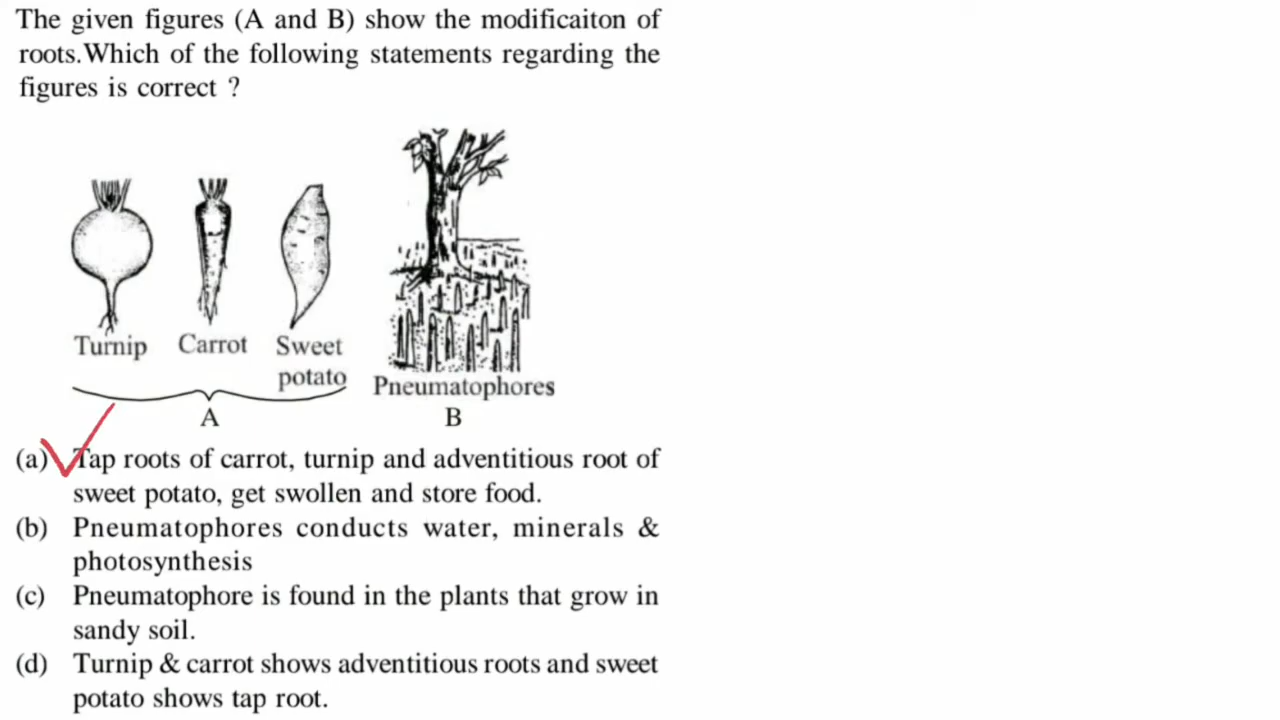 The given figures (A and B) show the modificaiton of
roots.Which of the following statements regarding the
figures is correct ?
Turnip Carrot Sweet
potato Pneumatophores
A B
(a) Tap roots of carrot, turnip and adventitious root of
sweet potato, get swollen and store food.
(b) Pneumatophores conducts water, minerals &
photosynthesis
(c) Pneumatophore is found in the plants that grow in
sandy soil.
(d) Turnip & carrot shows adventitious roots and sweet
potato shows tap root.